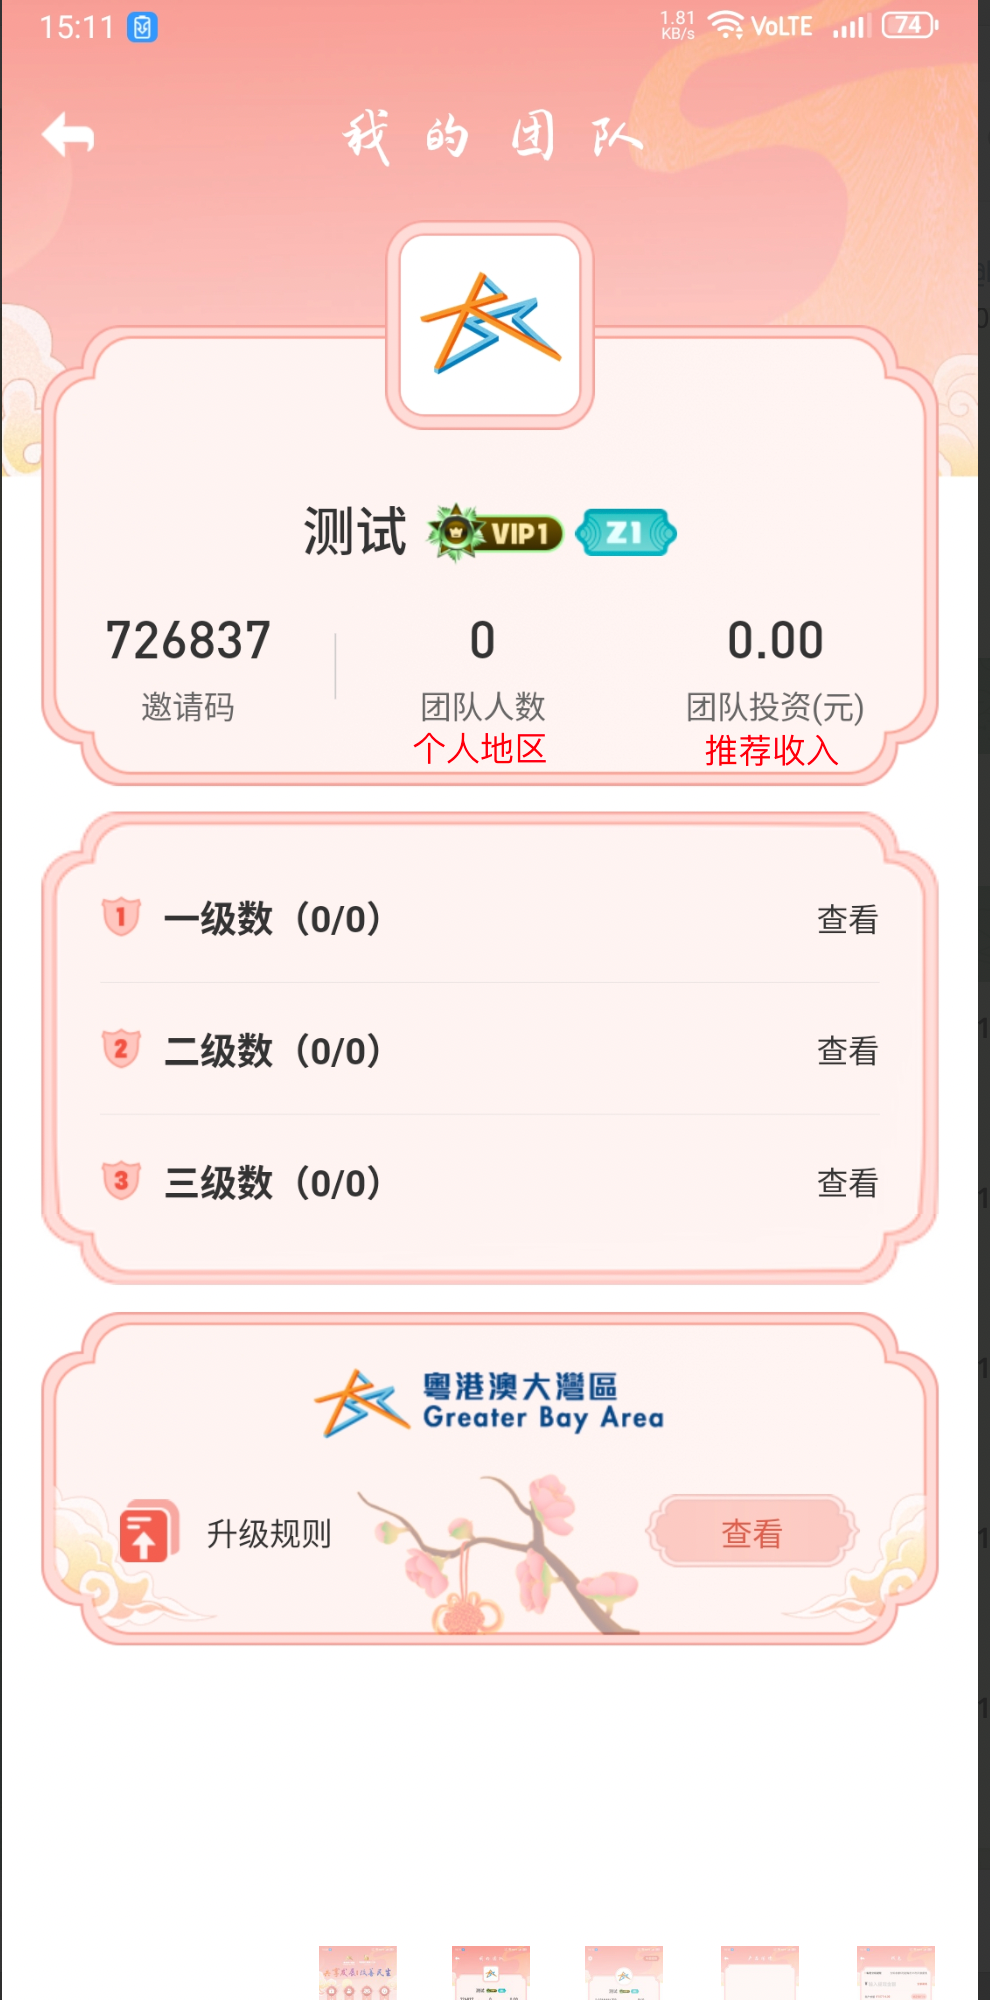 15:11 1.81 KB/s VoLTE 74
我的团队
测试 VIP1 Z1
726837 0 0.00
邀请码 团队人数 团队投资(元)
个人地区 推荐收入
1 一级数（0/0） 查看
2 二级数（0/0） 查看
3 三级数（0/0） 查看
粵港澳大灣區
Greater Bay Area
升级规则 查看